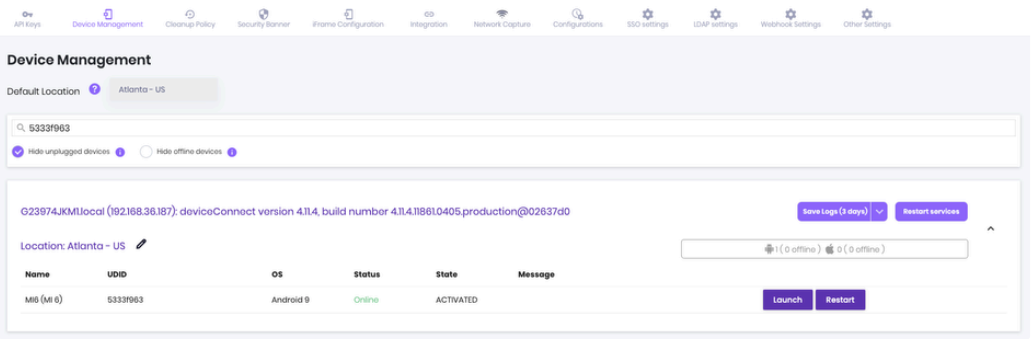 API Keys Device Management Cleanup Policy Security Banner iFrame Configuration Integration Network Capture Configurations SSO settings LDAP settings Webhook Settings Other Settings
Device Management
Default Location ? Atlanta - US
5333f963
Hide unplugged devices i Hide offline devices i
G23974JKM1.local (192.168.36.187): deviceConnect version 4.11.4, build number 4.11.4.11861.0405.production@02637d0 Save Logs (3 days) Restart services
Location: Atlanta - US 1 ( 0 offline ) 0 ( 0 offline )
Name UDID OS Status State Message
MI6 (MI 6) 5333f963 Android 9 Online ACTIVATED Launch Restart